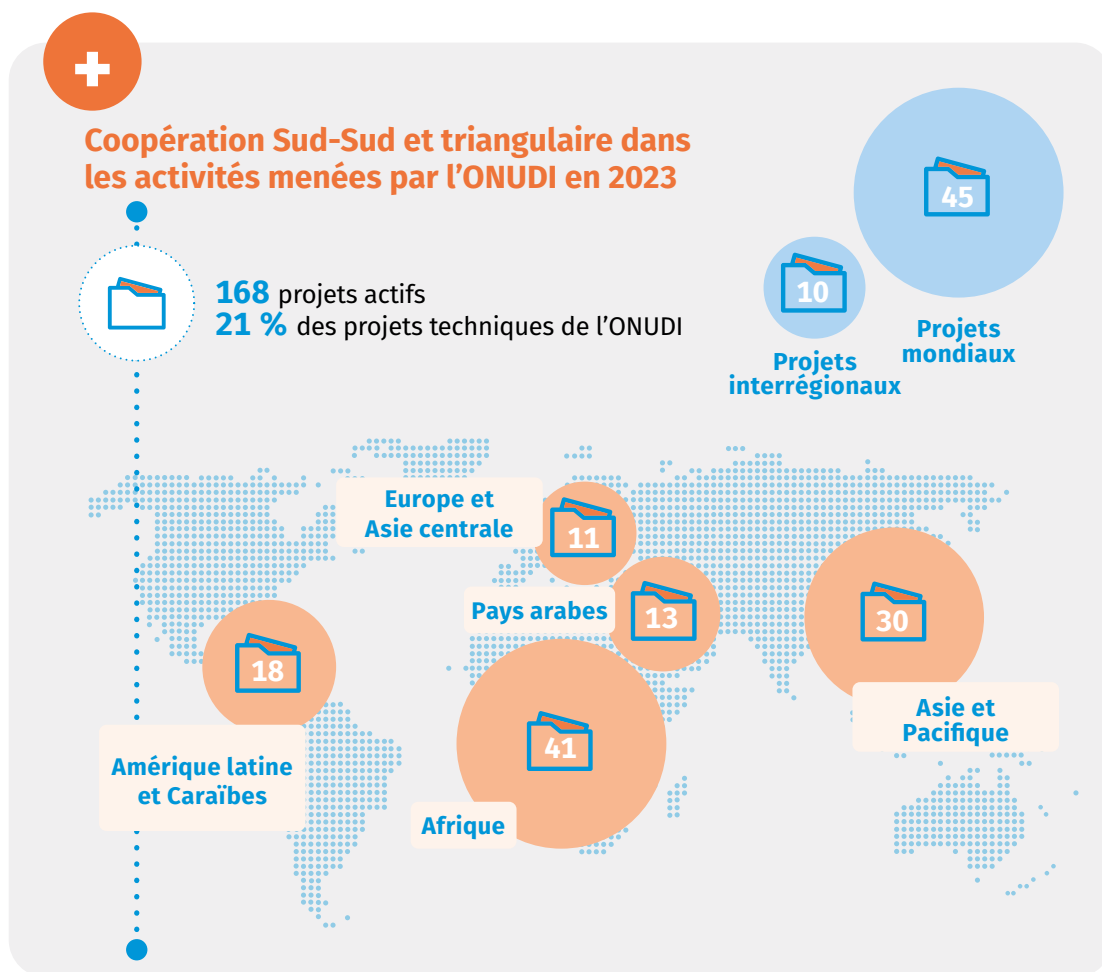 Coopération Sud-Sud et triangulaire dans
les activités menées par l’ONUDI en 2023
168 projets actifs
21 % des projets techniques de l’ONUDI
45
Projets
mondiaux
10
Projets
interrégionaux
Europe et
Asie centrale
11
Pays arabes
13
30
Asie et
Pacifique
18
Amérique latine
et Caraïbes
41
Afrique